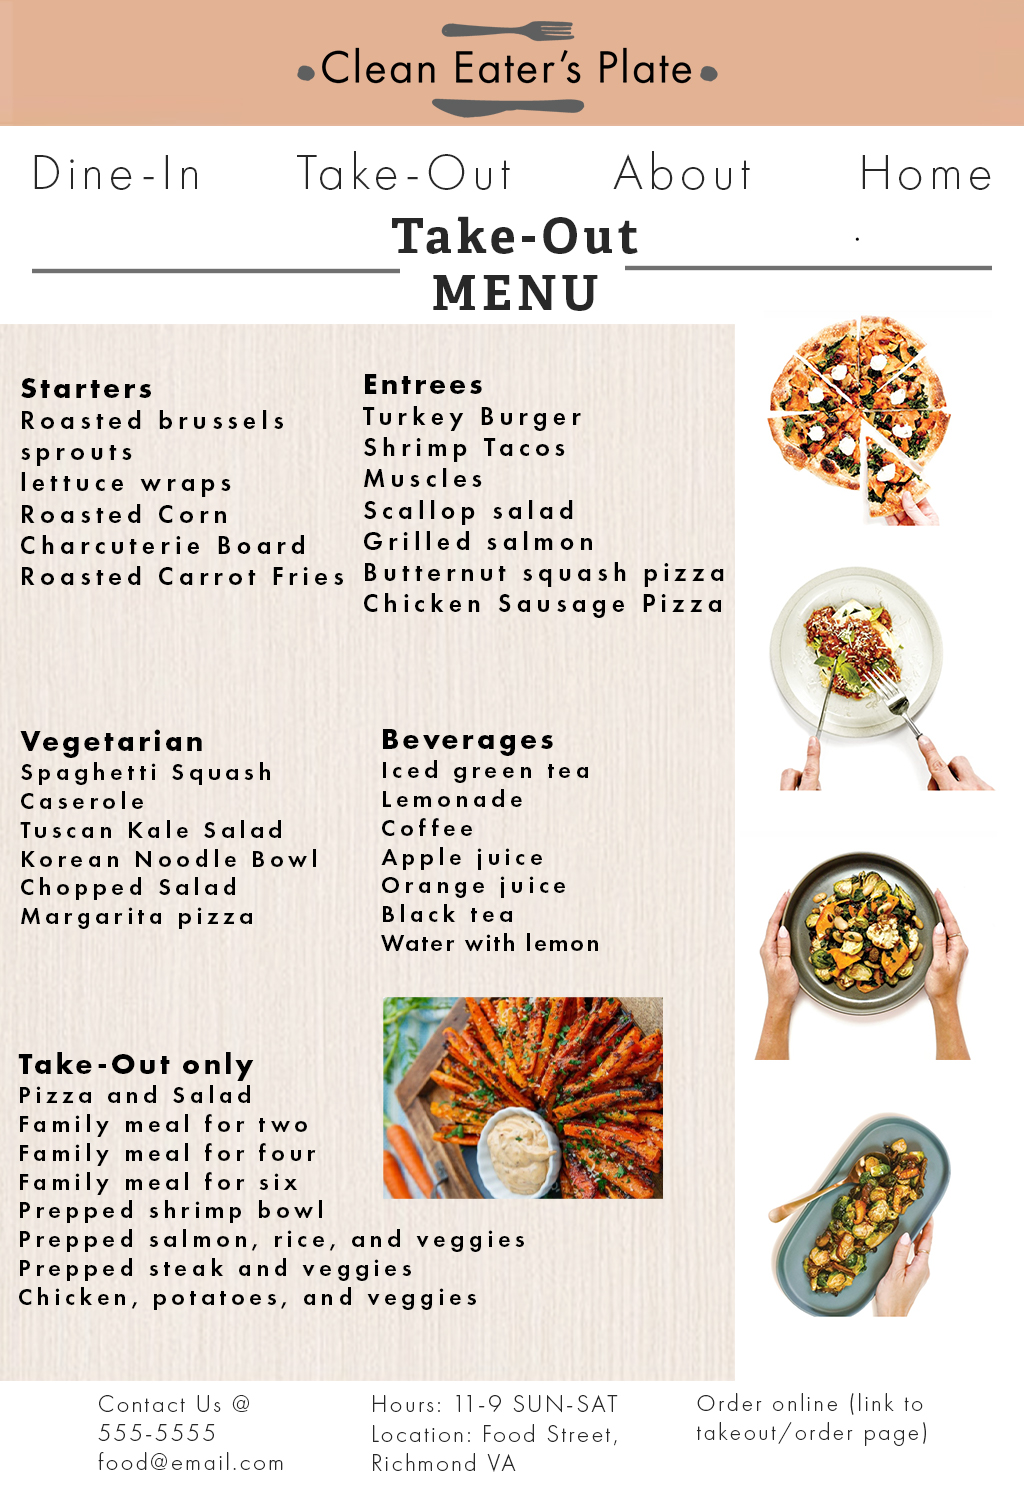 Clean Eater's Plate
Dine-In Take-Out About Home
Take-Out
MENU
Starters
Roasted brussels
sprouts
lettuce wraps
Roasted Corn
Charcuterie Board
Roasted Carrot Fries
Entrees
Turkey Burger
Shrimp Tacos
Muscles
Scallop salad
Grilled salmon
Butternut squash pizza
Chicken Sausage Pizza
Vegetarian
Spaghetti Squash
Caserole
Tuscan Kale Salad
Korean Noodle Bowl
Chopped Salad
Margarita pizza
Beverages
Iced green tea
Lemonade
Coffee
Apple juice
Orange juice
Black tea
Water with lemon
Take-Out only
Pizza and Salad
Family meal for two
Family meal for four
Family meal for six
Prepped shrimp bowl
Prepped salmon, rice, and veggies
Prepped steak and veggies
Chicken, potatoes, and veggies
Contact Us @
555-5555
food@email.com
Hours: 11-9 SUN-SAT
Location: Food Street,
Richmond VA
Order online (link to
takeout/order page)